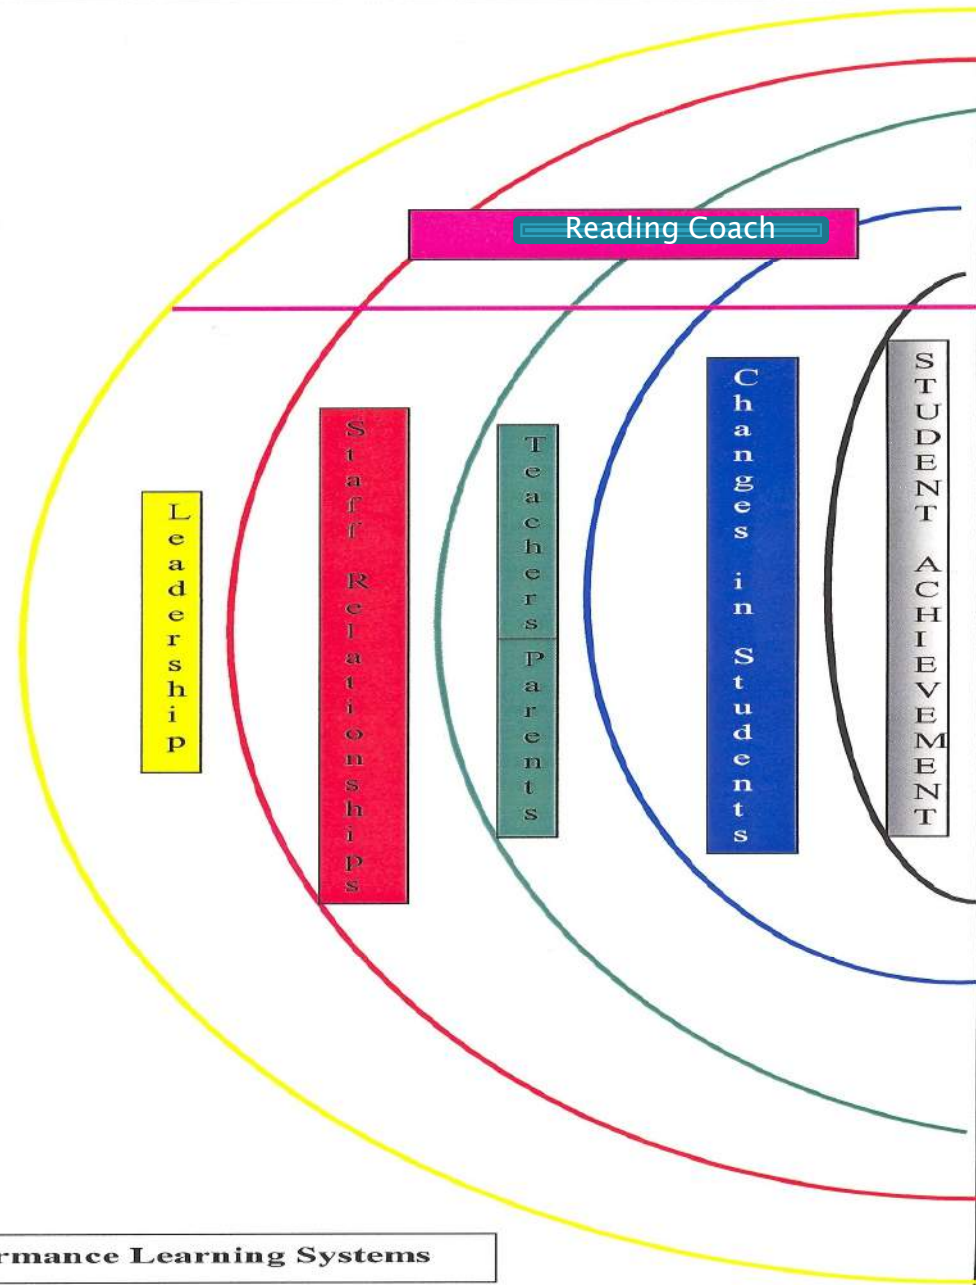 Reading Coach
Leadership
Staff Relationships
Teachers
Parents
Changes in Students
STUDENT ACHIEVEMENT
rmance Learning Systems